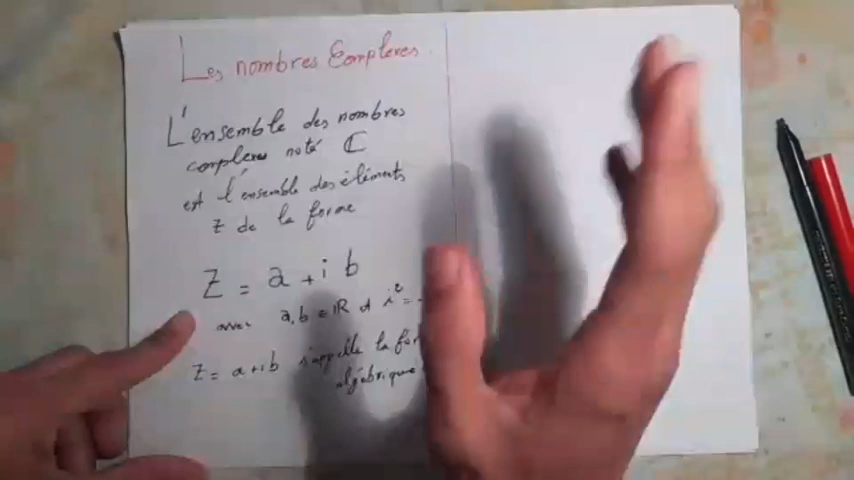 Les nombres Complexes.
L'ensemble des nombres
complexes noté ℂ
est l'ensemble des éléments
z de la forme
Z = a + i b
avec a, b ∈ IR et i² =
z = a + ib s'appelle la
algébrique